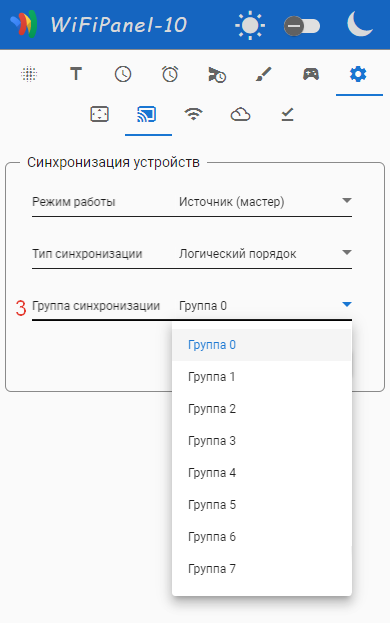 WiFiPanel-10
T
Синхронизация устройств
Режим работы Источник (мастер)
Тип синхронизации Логический порядок
3 Группа синхронизации Группа 0
Группа 0
Группа 1
Группа 2
Группа 3
Группа 4
Группа 5
Группа 6
Группа 7